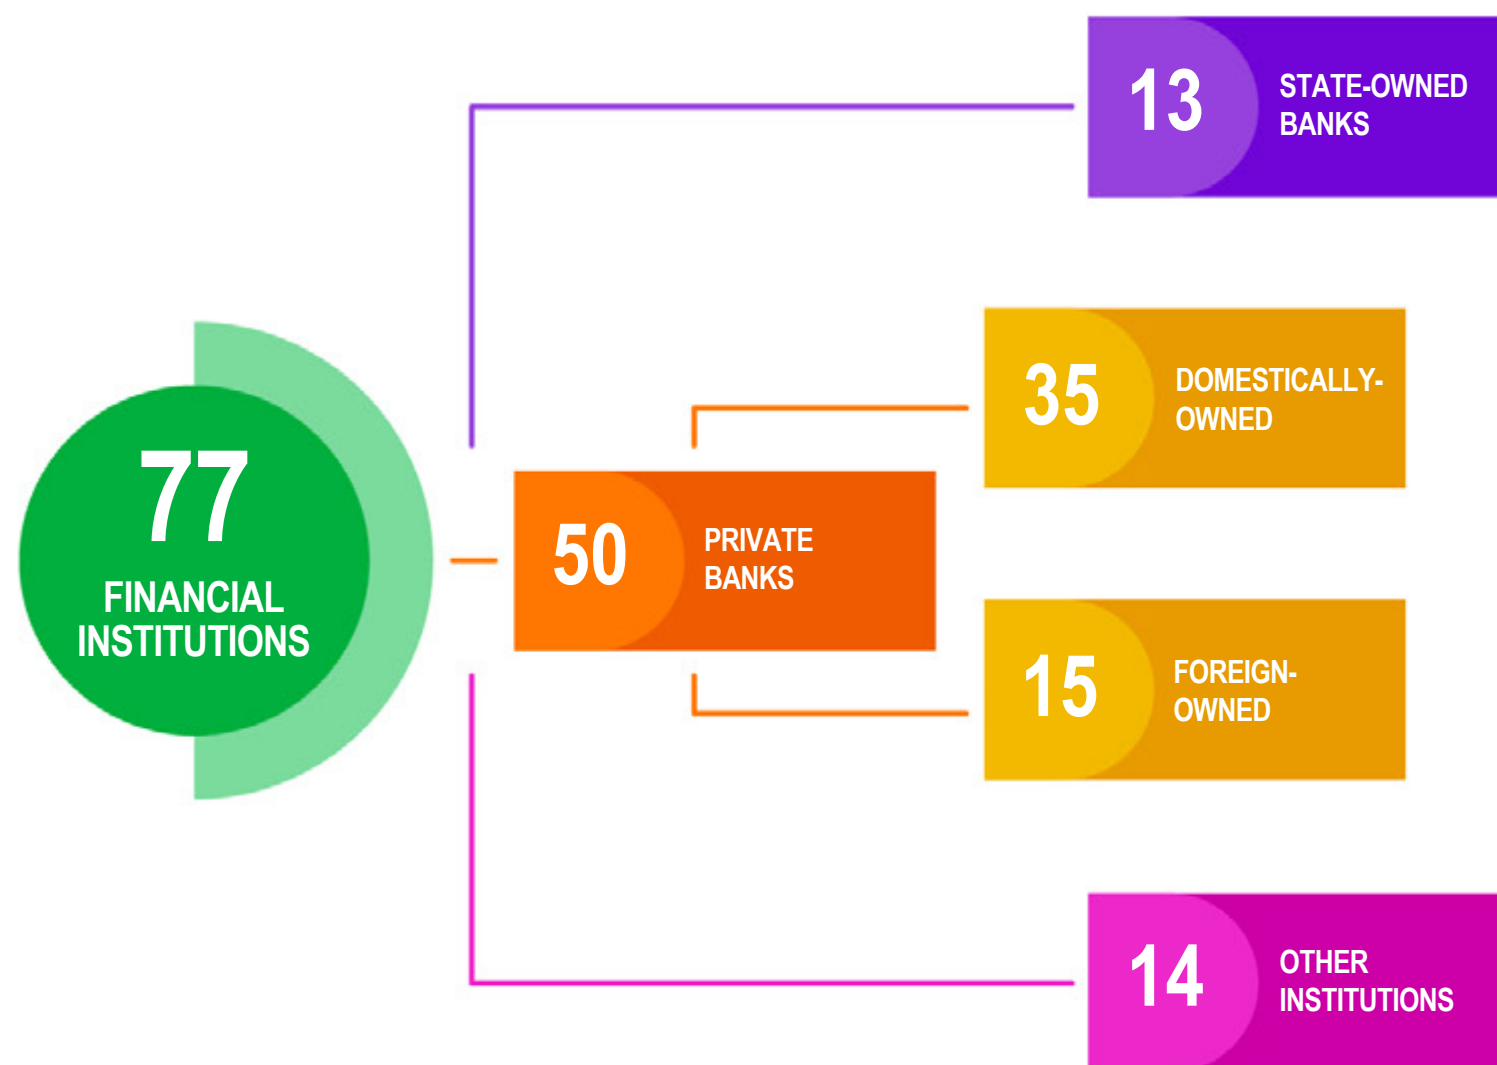 13
STATE-OWNED
BANKS
35
DOMESTICALLY-
OWNED
77
FINANCIAL
INSTITUTIONS
50
PRIVATE
BANKS
15
FOREIGN-
OWNED
14
OTHER
INSTITUTIONS